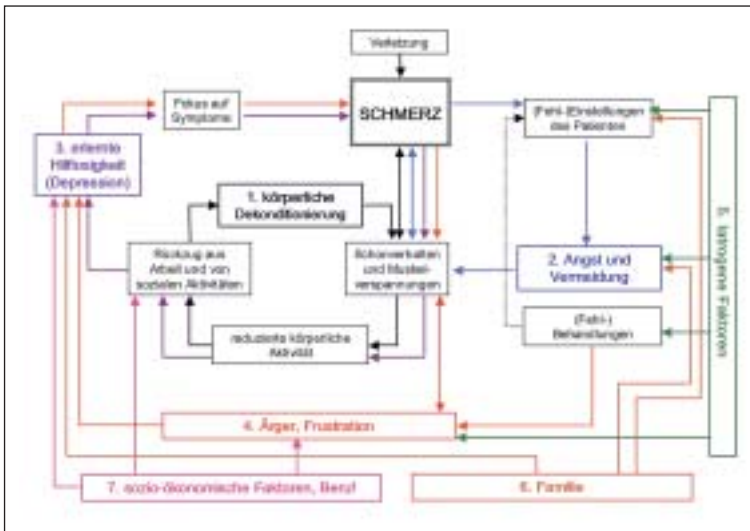 Verletzung
Fokus auf
Symptome
SCHMERZ
(Fehl-)Einstellungen
des Patienten
3. erlernte
Hilflosigkeit
(Depression)
1. körperliche
Dekonditionierung
Rückzug aus
Arbeit und von
sozialen Aktivitäten
Schonverhalten
und Muskel-
verspannungen
2. Angst und
Vermeidung
5. Iatrogene Faktoren
reduzierte körperliche
Aktivität
(Fehl-)
Behandlungen
4. Ärger, Frustration
7. sozio-ökonomische Faktoren, Beruf
6. Familie